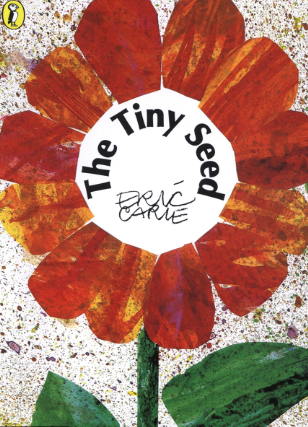 The Tiny Seed
ERIC
CARLE